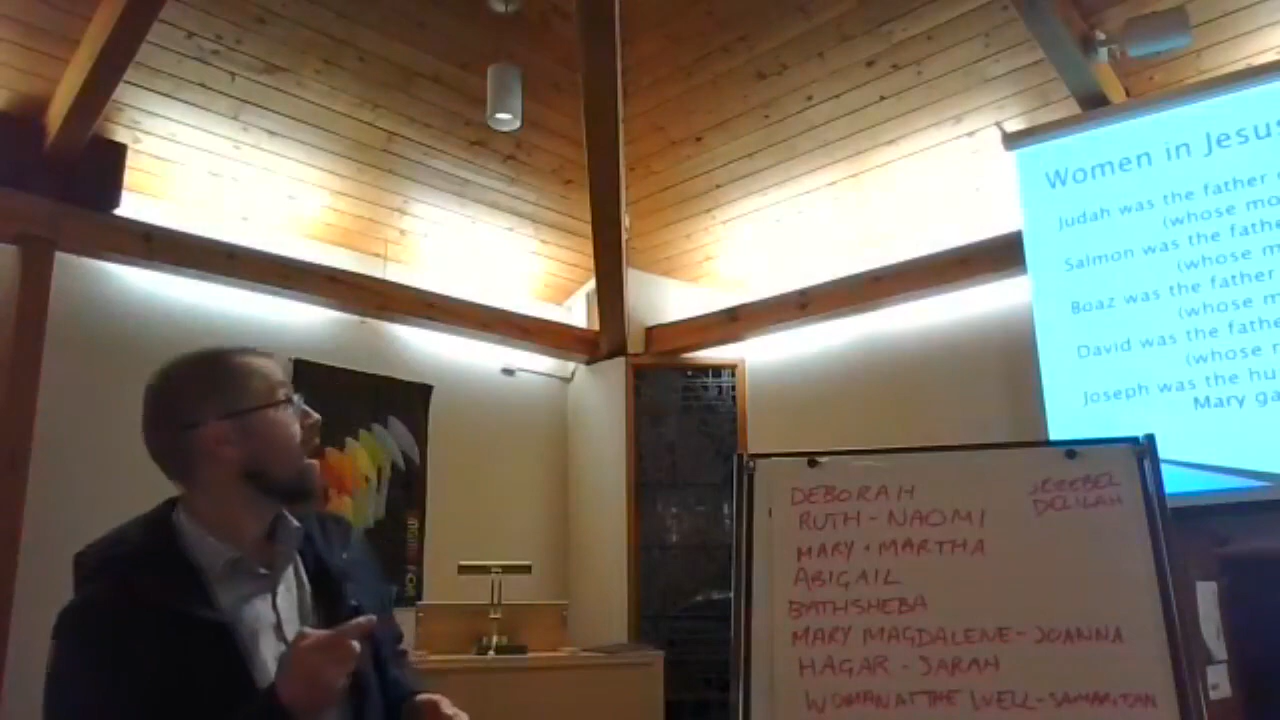 Women in Jesu
Judah was the father
(whose mo
Salmon was the fathe
(whose m
Boaz was the father
(whose m
David was the fathe
(whose m
Joseph was the hu
Mary ga
DEBORAH
RUTH - NAOMI
MARY + MARTHA
ABIGAIL
BATHSHEBA
MARY MAGDALENE - JOANNA
HAGAR - SARAH
WOMAN AT THE WELL - SAMARITAN
JEZEBEL
DELILAH